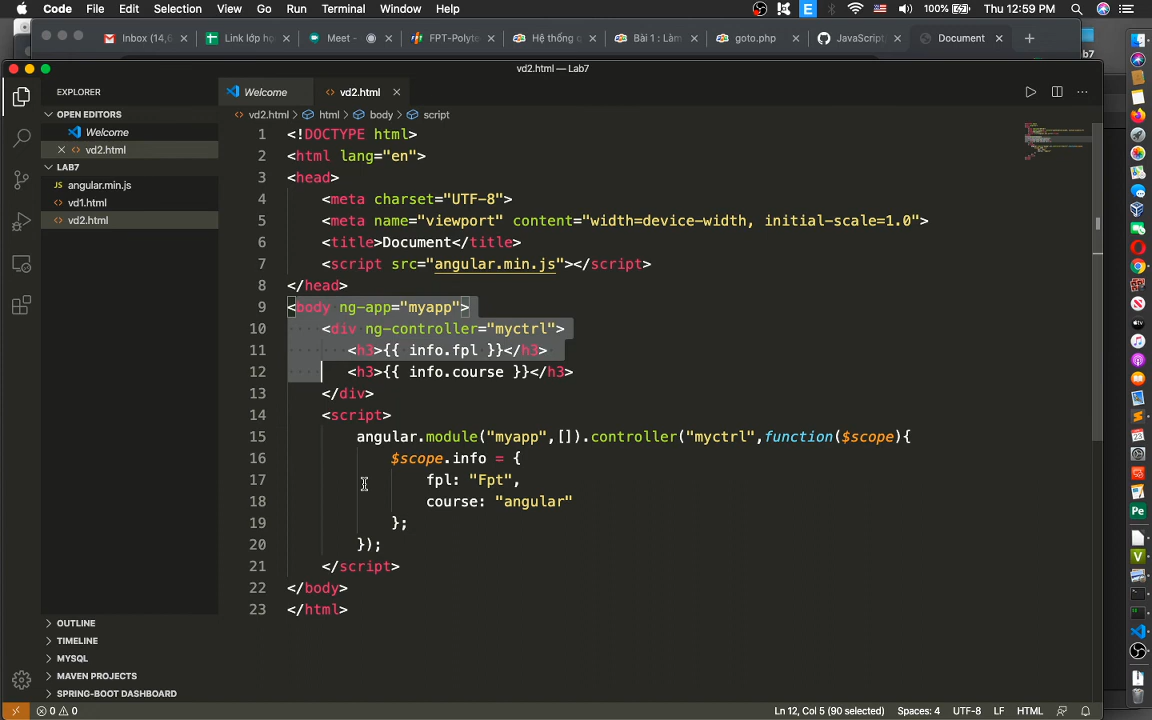 Code File Edit Selection View Go Run Terminal Window Help E 100% Thu 12:59 PM
Inbox (14,6 Link lớp họ Meet - FPT-Polyte Hệ thống q Bài 1 : Làm goto.php JavaScript, Document
vd2.html — Lab7
EXPLORER
Welcome vd2.html
OPEN EDITORS
Welcome
vd2.html
LAB7
angular.min.js
vd1.html
vd2.html
OUTLINE
TIMELINE
MYSQL
MAVEN PROJECTS
SPRING-BOOT DASHBOARD
vd2.html › html › body › script
1 <!DOCTYPE html>
2 <html lang="en">
3 <head>
4 <meta charset="UTF-8">
5 <meta name="viewport" content="width=device-width, initial-scale=1.0">
6 <title>Document</title>
7 <script src="angular.min.js"></script>
8 </head>
9 <body ng-app="myapp">
10 <div ng-controller="myctrl">
11 <h3>{{ info.fpl }}</h3>
12 <h3>{{ info.course }}</h3>
13 </div>
14 <script>
15 angular.module("myapp",[]).controller("myctrl",function($scope){
16 $scope.info = {
17 fpl: "Fpt",
18 course: "angular"
19 };
20 });
21 </script>
22 </body>
23 </html>
0 0 Ln 12, Col 5 (90 selected) Spaces: 4 UTF-8 LF HTML